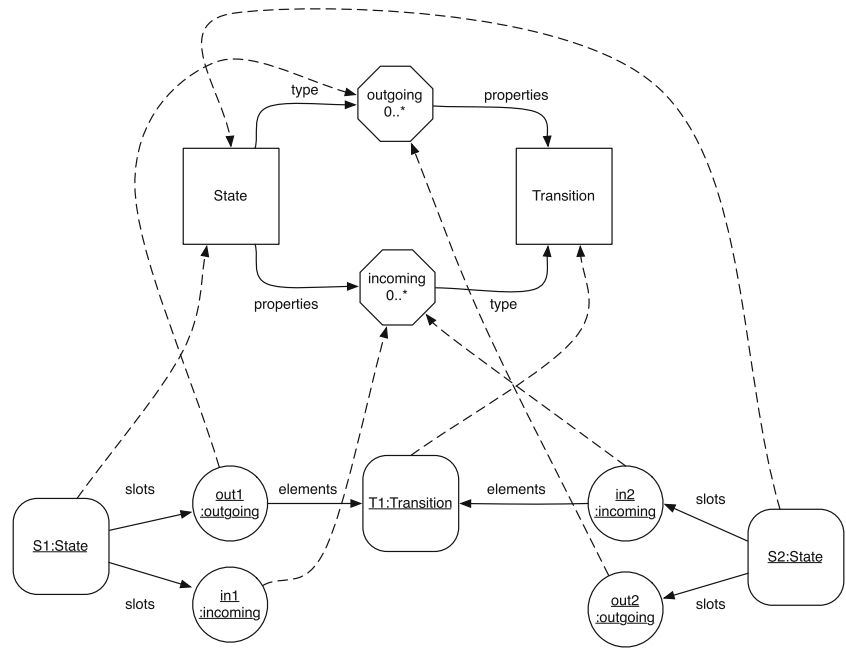 type
outgoing
0..*
properties
State
Transition
incoming
0..*
properties
type
slots
out1
:outgoing
elements
T1:Transition
elements
in2
:incoming
slots
S1:State
S2:State
slots
in1
:incoming
out2
:outgoing
slots